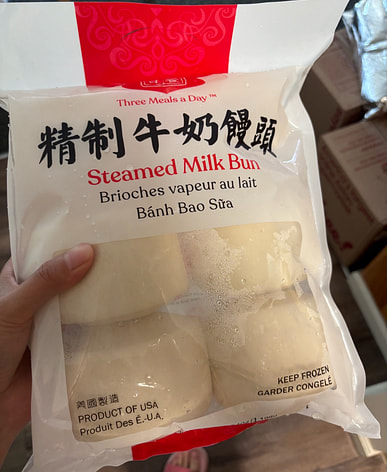 Three Meals a Day™
精制牛奶饅頭
Steamed Milk Bun
Brioches vapeur au lait
Bánh Bao Sữa
美國製造
PRODUCT OF USA
Produit Des É.-U.A.
KEEP FROZEN
GARDER CONGELÉ